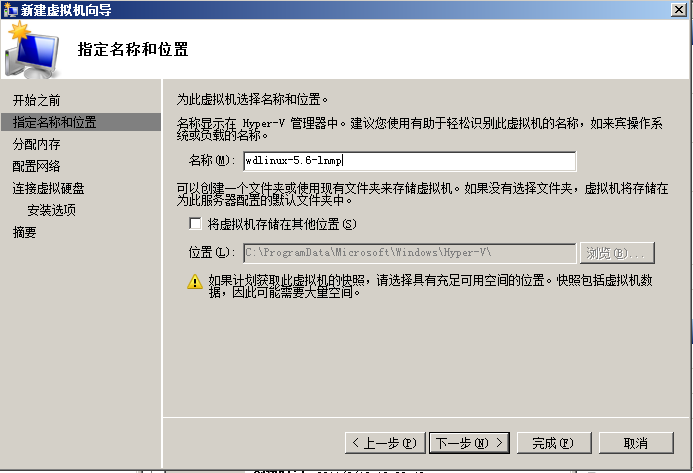 新建虚拟机向导
指定名称和位置
开始之前
指定名称和位置
分配内存
配置网络
连接虚拟硬盘
安装选项
摘要
为此虚拟机选择名称和位置。
名称显示在 Hyper-V 管理器中。建议您使用有助于轻松识别此虚拟机的名称，如来宾操作系
统或负载的名称。
名称(M): wdlinux-5.6-lnmp
可以创建一个文件夹或使用现有文件夹来存储虚拟机。如果没有选择文件夹，虚拟机将存储在
为此服务器配置的默认文件夹中。
将虚拟机存储在其他位置(S)
位置(L): C:\ProgramData\Microsoft\Windows\Hyper-V\ 浏览(B)...
如果计划获取此虚拟机的快照，请选择具有充足可用空间的位置。快照包括虚拟机数
据，因此可能需要大量空间。
< 上一步(P) 下一步(N) > 完成(F) 取消